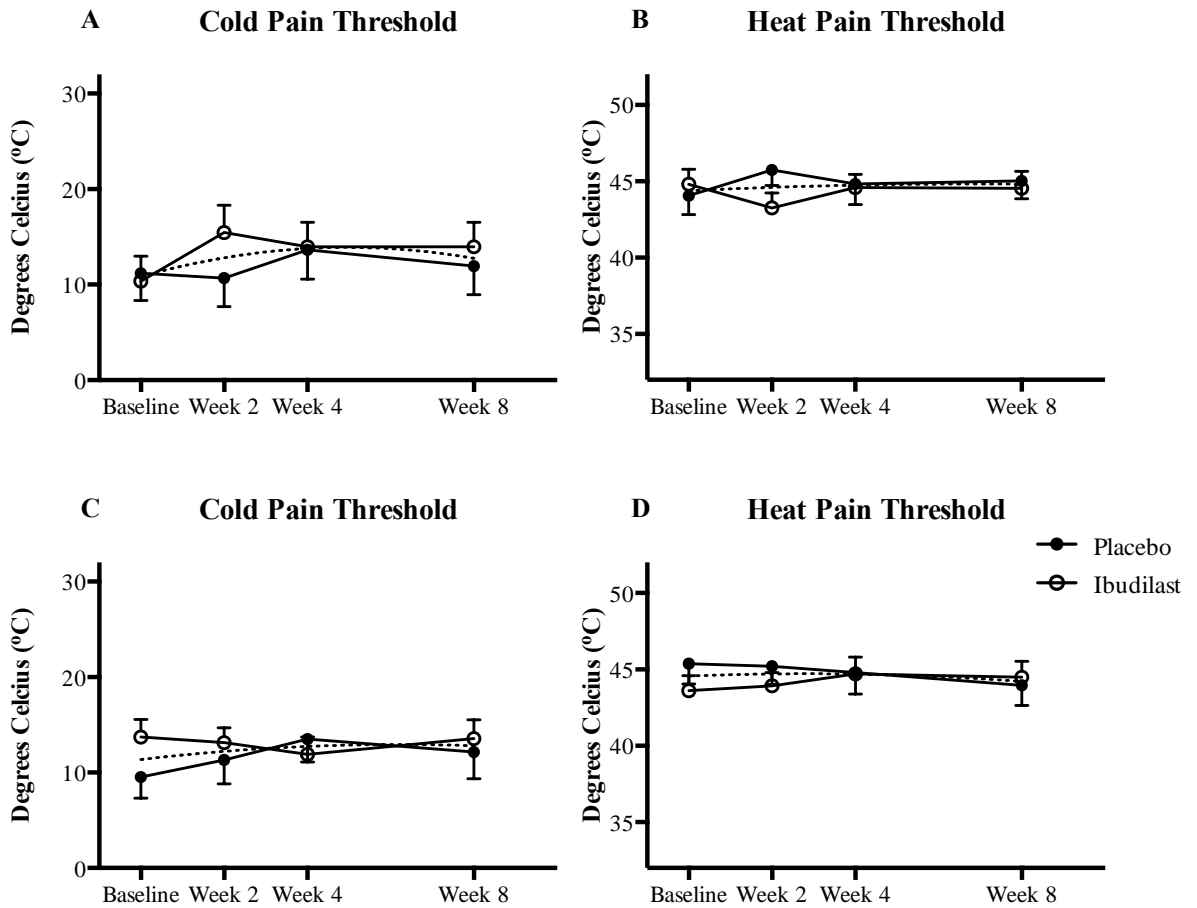 A Cold Pain Threshold
Degrees Celcius (ºC)
30
20
10
0
Baseline Week 2 Week 4 Week 8
B Heat Pain Threshold
Degrees Celcius (ºC)
50
45
40
35
Baseline Week 2 Week 4 Week 8
C Cold Pain Threshold
Degrees Celcius (ºC)
30
20
10
0
Baseline Week 2 Week 4 Week 8
D Heat Pain Threshold
Degrees Celcius (ºC)
50
45
40
35
Baseline Week 2 Week 4 Week 8
Placebo
Ibudilast